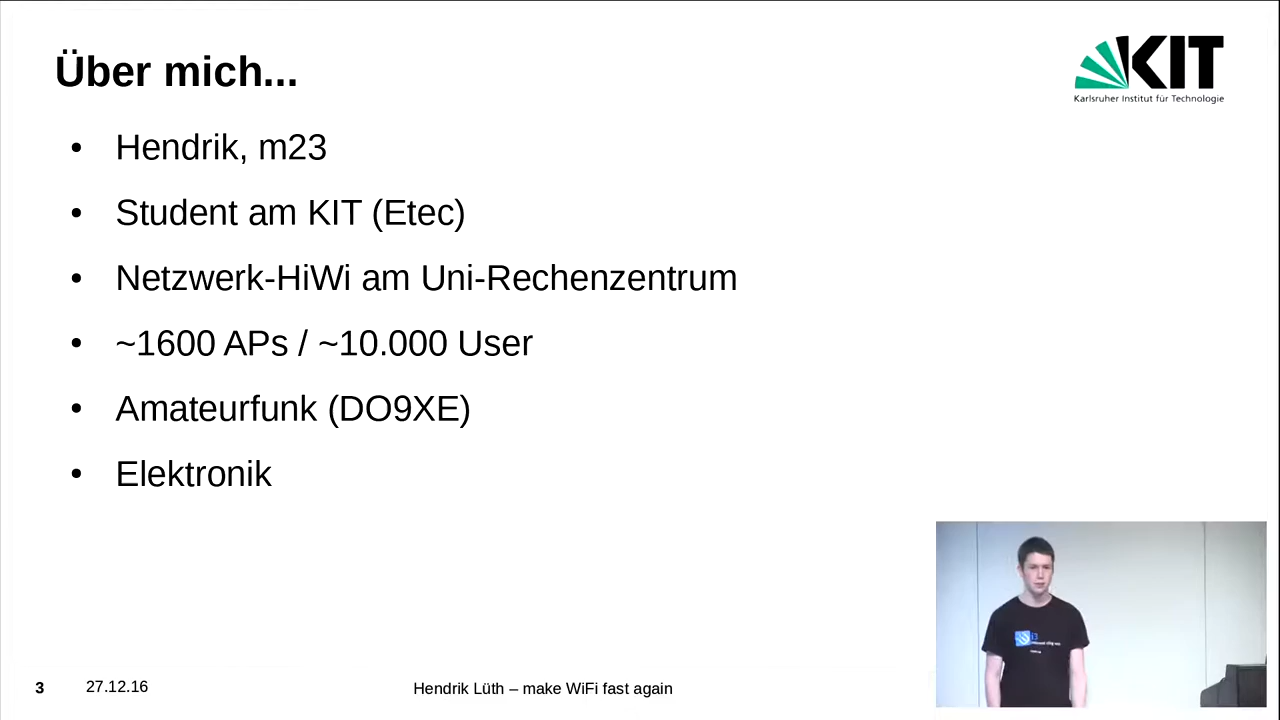 Über mich...
KIT
Karlsruher Institut für Technologie
• Hendrik, m23
• Student am KIT (Etec)
• Netzwerk-HiWi am Uni-Rechenzentrum
• ~1600 APs / ~10.000 User
• Amateurfunk (DO9XE)
• Elektronik
i3
3
27.12.16
Hendrik Lüth – make WiFi fast again